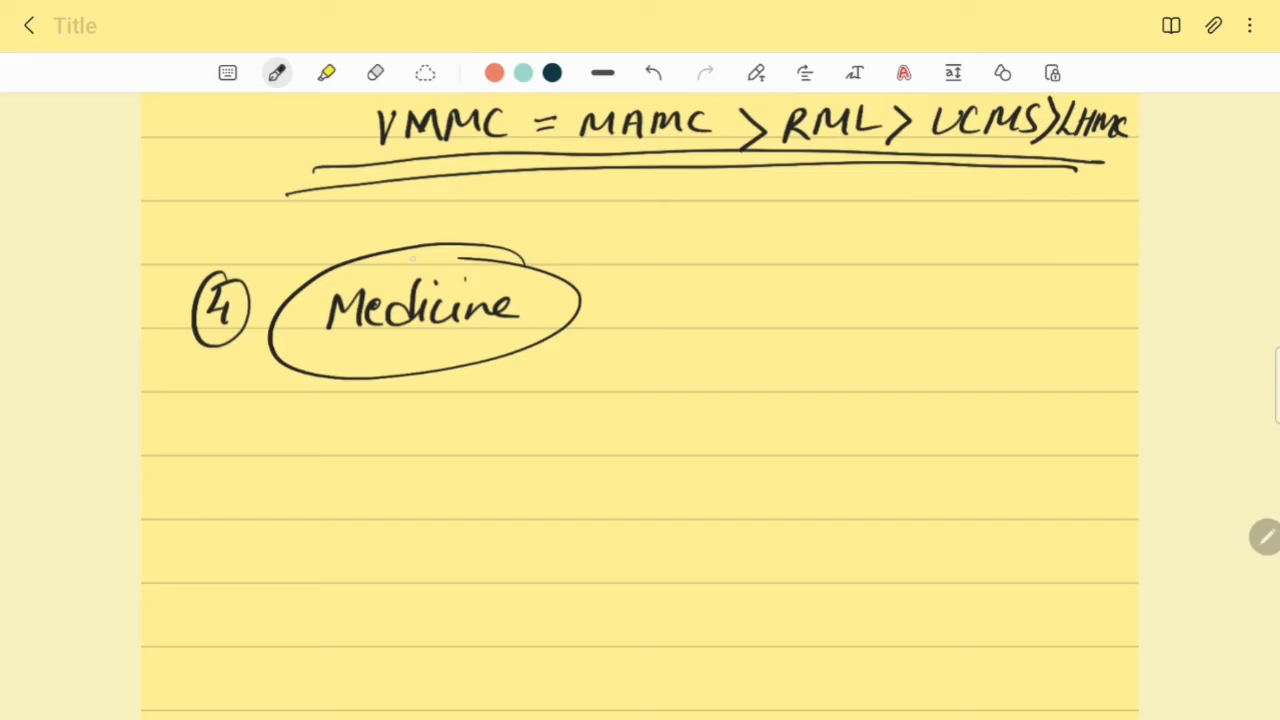 Title
VMMC = MAMC > RML > UCMS > LHMC
④ Medicine